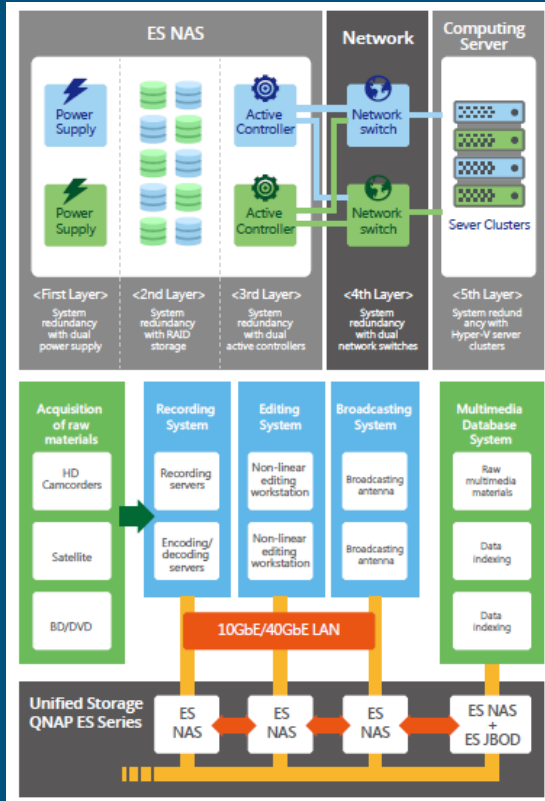 ES NAS
Network
Computing
Server
Power
Supply
Active
Controller
Network
switch
Power
Supply
Active
Controller
Network
switch
Sever Clusters
<First Layer>
System
redundancy
with dual
power supply
<2nd Layer>
System
redundancy
with RAID
storage
<3rd Layer>
System
redundancy
with dual
active controllers
<4th Layer>
System
redundancy
with dual
network switches
<5th Layer>
System redund
ancy with
Hyper-V server
clusters
Acquisition
of raw
materials
HD
Camcorders
Satellite
BD/DVD
Recording
System
Recording
servers
Encoding/
decoding
servers
Editing
System
Non-linear
editing
workstation
Non-linear
editing
workstation
Broadcasting
System
Broadcasting
antenna
Broadcasting
antenna
Multimedia
Database
System
Raw
multimedia
materials
Data
indexing
Data
indexing
10GbE/40GbE LAN
Unified Storage
QNAP ES Series
ES
NAS
ES
NAS
ES
NAS
ES NAS
+
ES JBOD